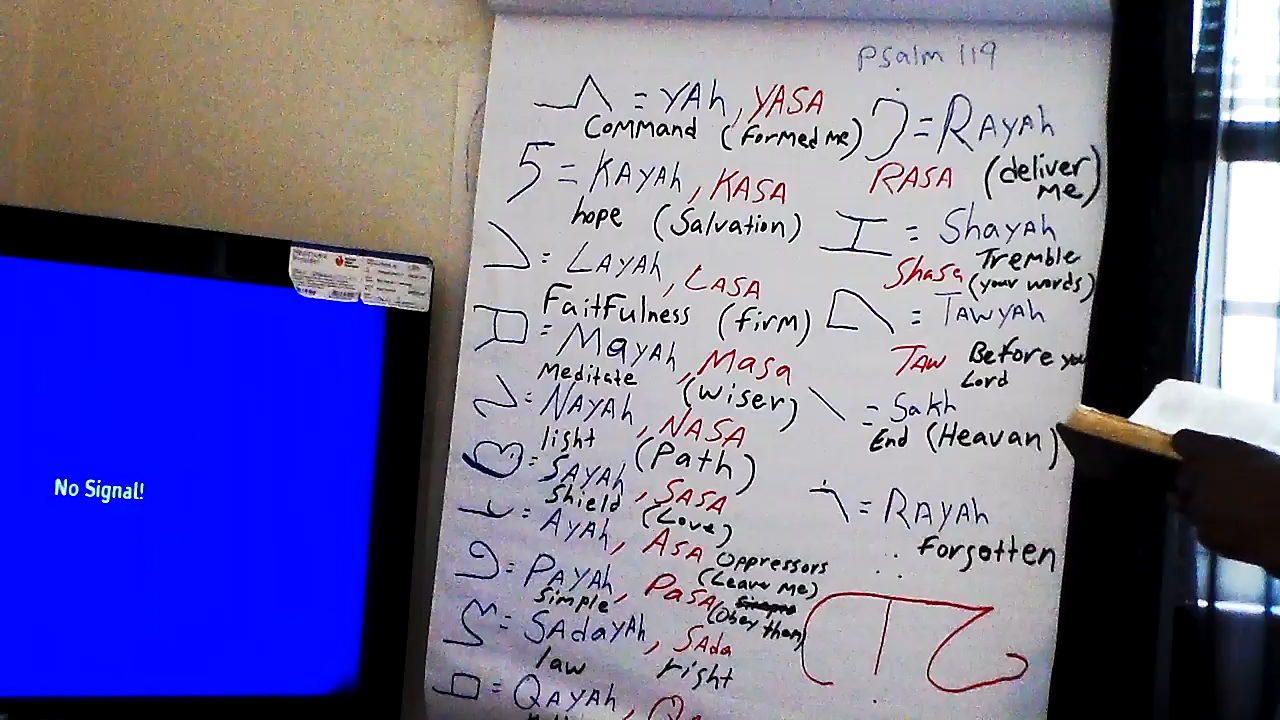 Psalm 119
= YAh, YASA
Command (formed me)
= KAYAh, KASA
hope (Salvation)
= LAYAh, LASA
Faitfulness (firm)
= MAYAh, Masa
Meditate (wiser)
= NAYAh, NASA
light (Path)
= SAYAh, SASA
Shield (Love)
= AYAh, ASA Oppressors
(Leave me)
= PAYAh, PasA
Simple (Obey them)
= SAdaYAh, SAda
law right
= QAYAh,
= RAYAh
RASA (deliver me)
= ShaYAh
Shasa Tremble
(your words)
= TAWYAh
TAW Before you
Lord
= SaKh
End (Heavan)
= RAYAh
forgotten
No Signal!